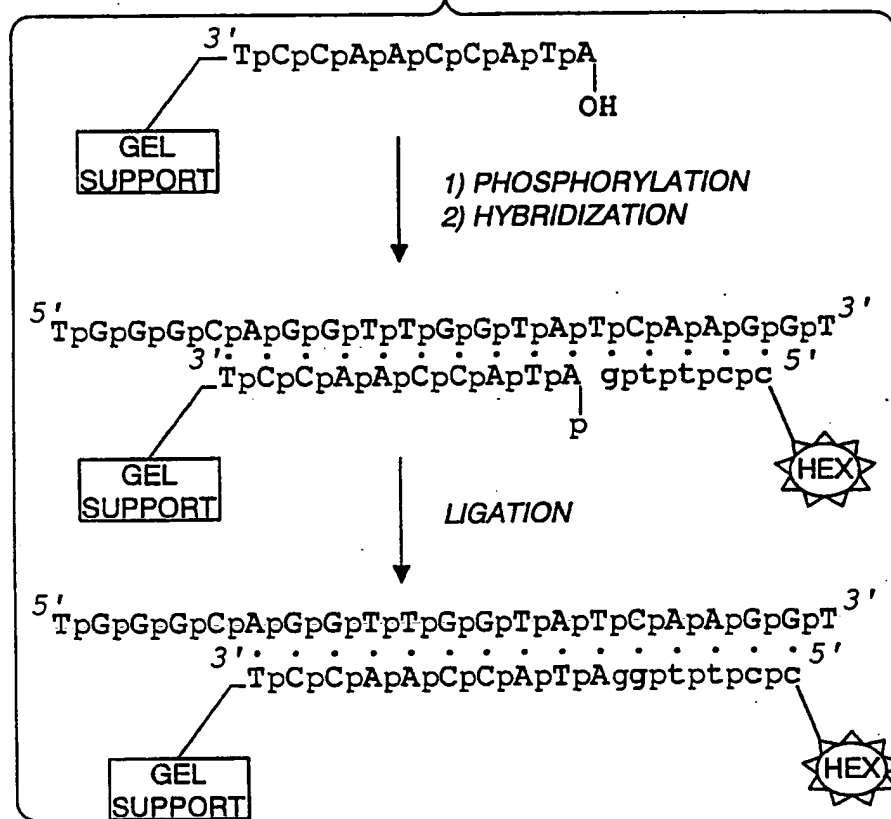 3'
TpCpCpApApCpCpApTpA
OH
GEL
SUPPORT
1) PHOSPHORYLATION
2) HYBRIDIZATION
5' TpGpGpGpCpApGpGpTpTpGpGpTpApTpCpApApGpGpT 3'
3' TpCpCpApApCpCpApTpA gptptpcpc 5'
p
GEL
SUPPORT
HEX
LIGATION
5' TpGpGpGpCpApGpGpTpTpGpGpTpApTpCpApApGpGpT 3'
3' TpCpCpApApCpCpApTpAggptptpcpc 5'
GEL
SUPPORT
HEX